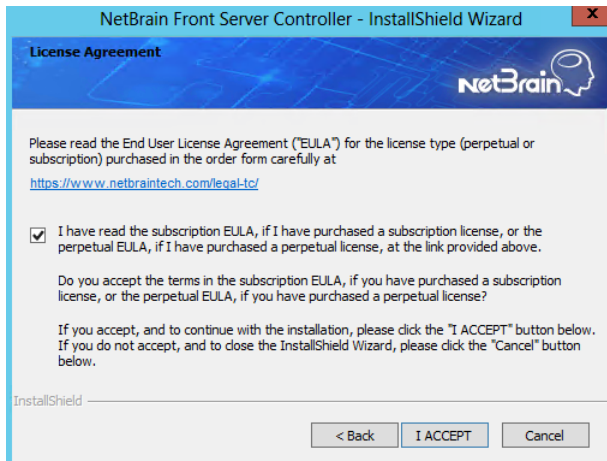 NetBrain Front Server Controller - InstallShield Wizard
x
License Agreement
NetBrain
Please read the End User License Agreement ("EULA") for the license type (perpetual or
subscription) purchased in the order form carefully at
https://www.netbraintech.com/legal-tc/
I have read the subscription EULA, if I have purchased a subscription license, or the
perpetual EULA, if I have purchased a perpetual license, at the link provided above.
Do you accept the terms in the subscription EULA, if you have purchased a subscription
license, or the perpetual EULA, if you have purchased a perpetual license?
If you accept, and to continue with the installation, please click the "I ACCEPT" button below.
If you do not accept, and to close the InstallShield Wizard, please click the "Cancel" button
below.
InstallShield
< Back I ACCEPT Cancel